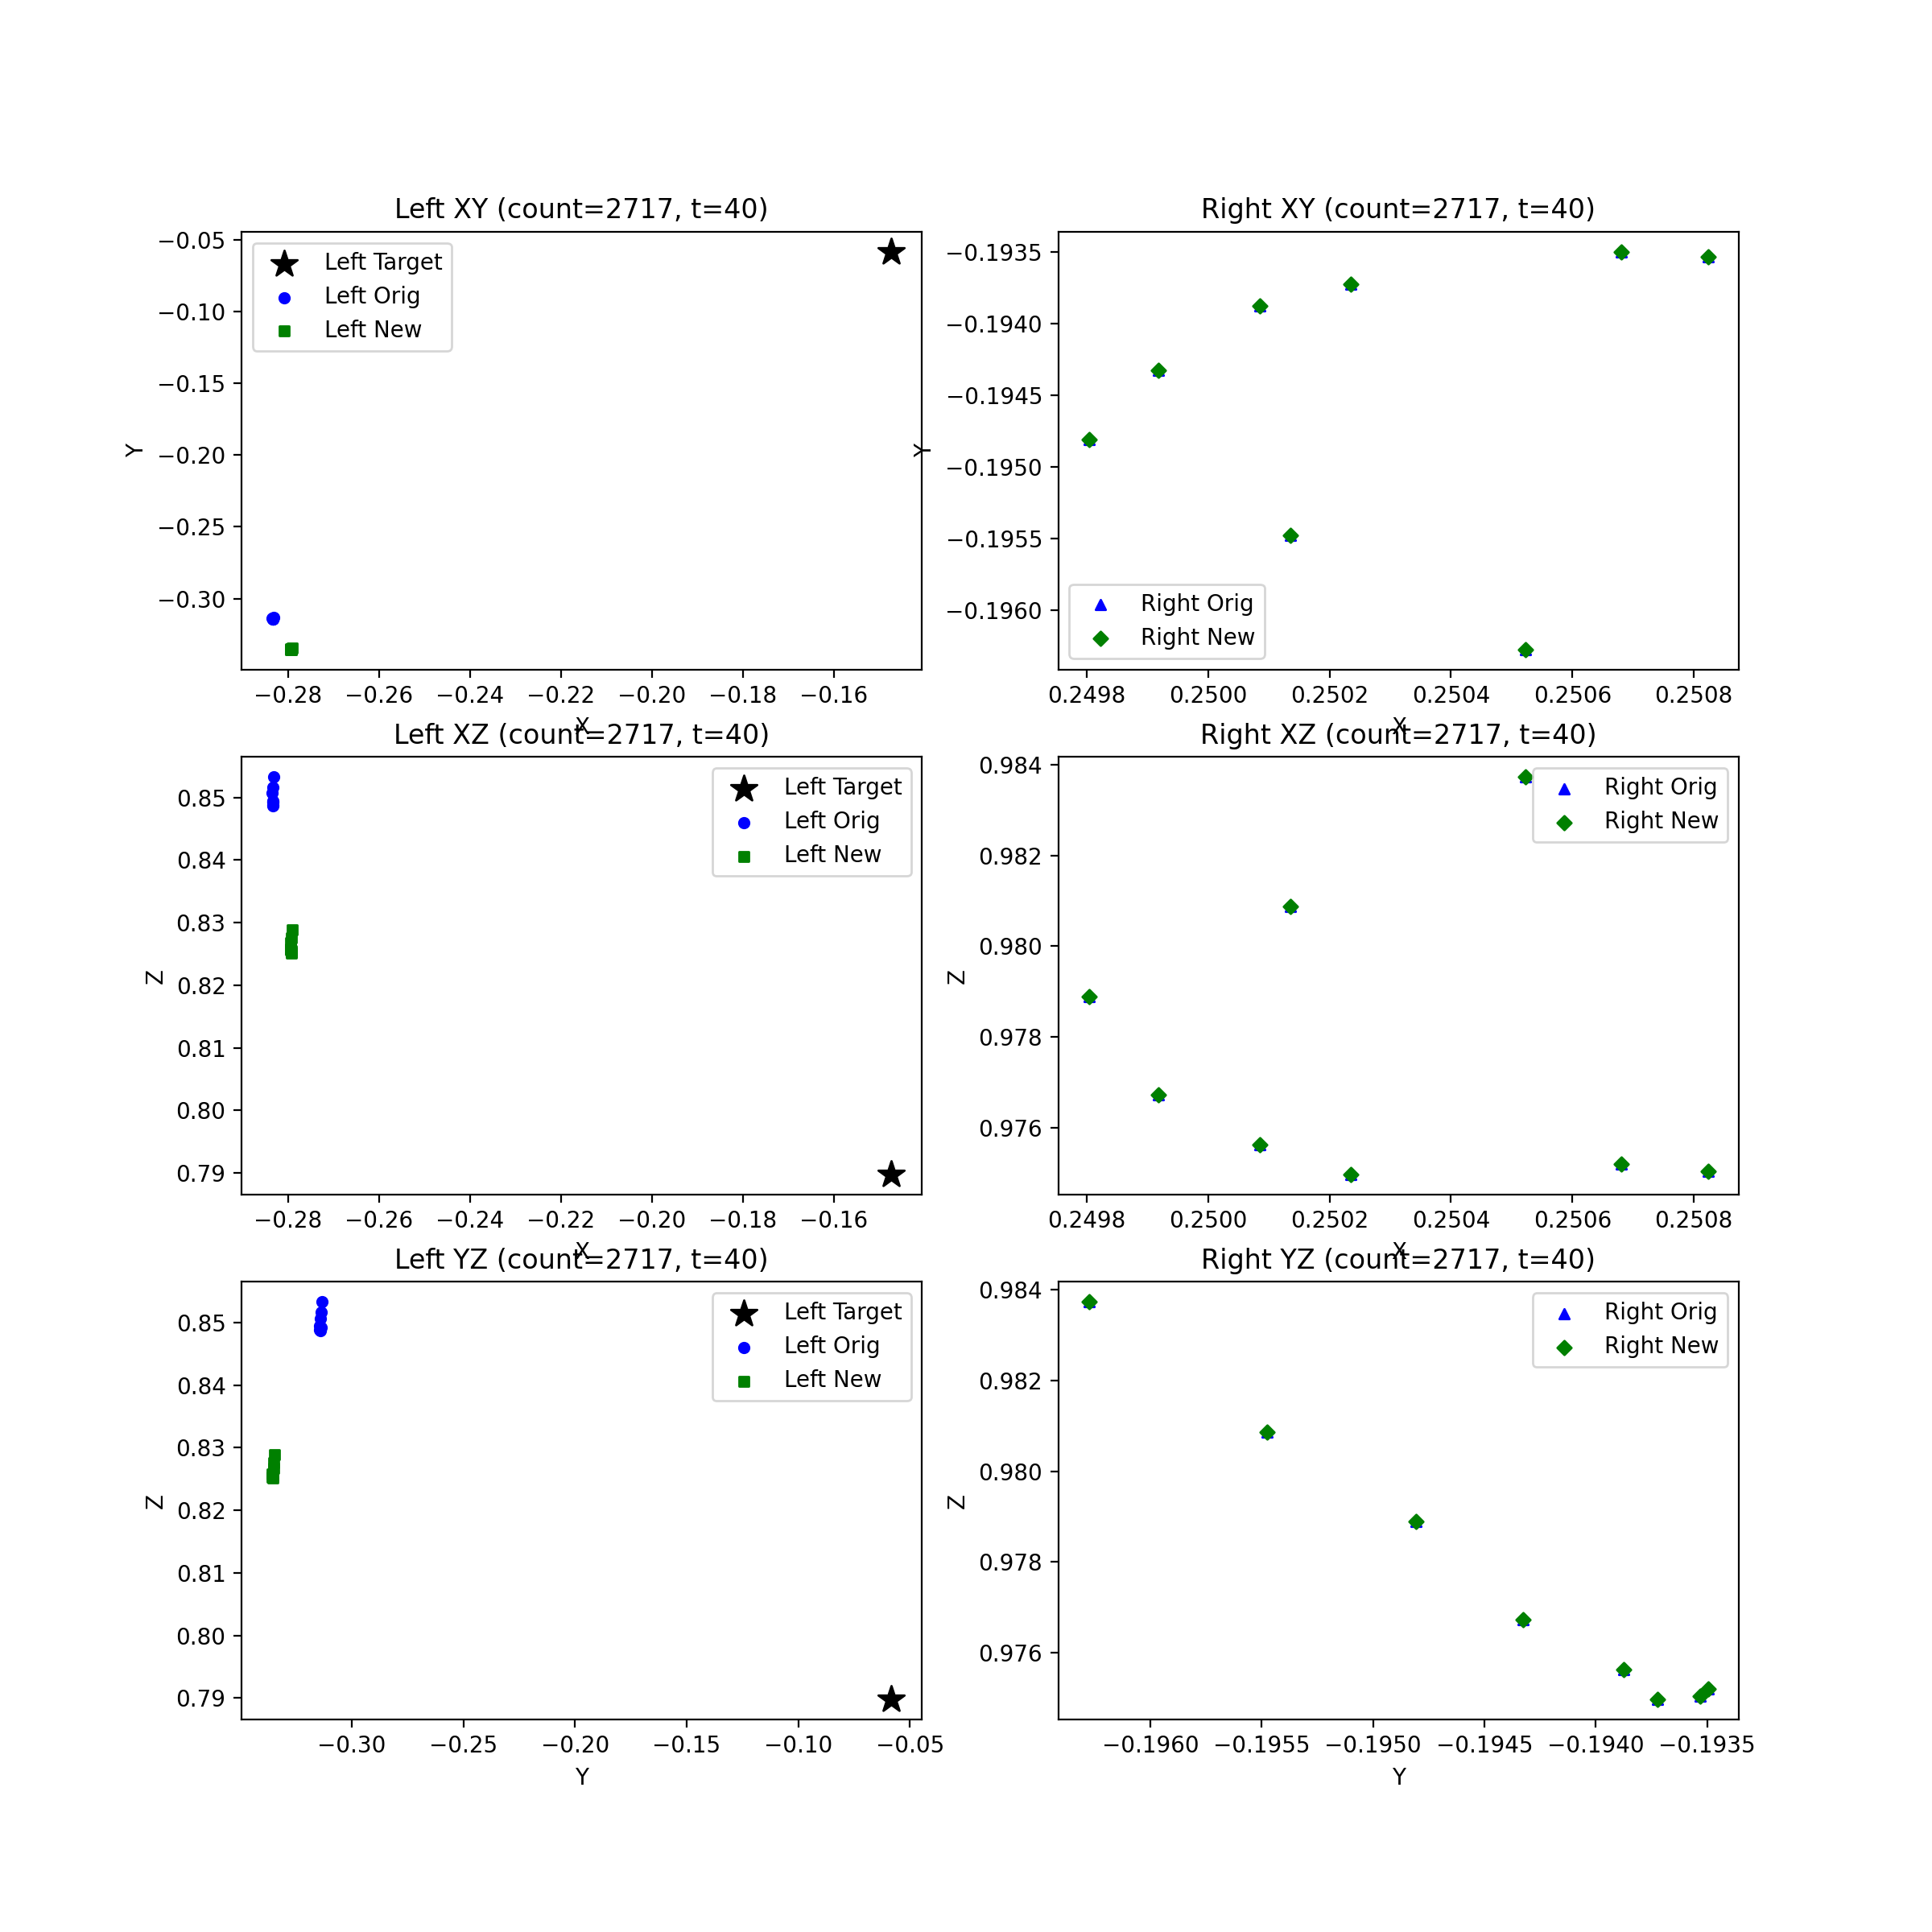 Left XY (count=2717, t=40)
−0.05
−0.10
−0.15
−0.20
−0.25
−0.30
Y
Left Target
Left Orig
Left New
−0.28 −0.26 −0.24 −0.22 −0.20 −0.18 −0.16
X
Right XY (count=2717, t=40)
−0.1935
−0.1940
−0.1945
−0.1950
−0.1955
−0.1960
Y
Right Orig
Right New
0.2498 0.2500 0.2502 0.2504 0.2506 0.2508
X
Left XZ (count=2717, t=40)
0.85
0.84
0.83
0.82
0.81
0.80
0.79
Z
Left Target
Left Orig
Left New
−0.28 −0.26 −0.24 −0.22 −0.20 −0.18 −0.16
X
Right XZ (count=2717, t=40)
0.984
0.982
0.980
0.978
0.976
Z
Right Orig
Right New
0.2498 0.2500 0.2502 0.2504 0.2506 0.2508
X
Left YZ (count=2717, t=40)
0.85
0.84
0.83
0.82
0.81
0.80
0.79
Z
Left Target
Left Orig
Left New
−0.30 −0.25 −0.20 −0.15 −0.10 −0.05
Y
Right YZ (count=2717, t=40)
0.984
0.982
0.980
0.978
0.976
Z
Right Orig
Right New
−0.1960 −0.1955 −0.1950 −0.1945 −0.1940 −0.1935
Y